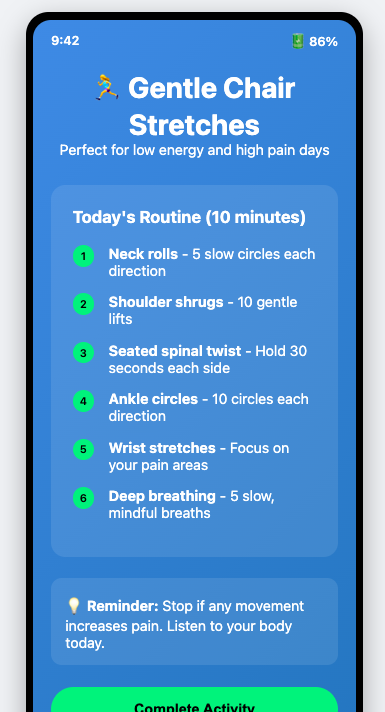 9:42
🔋 86%
🏃‍♂️ Gentle Chair
Stretches
Perfect for low energy and high pain days
Today's Routine (10 minutes)
1 Neck rolls - 5 slow circles each
direction
2 Shoulder shrugs - 10 gentle
lifts
3 Seated spinal twist - Hold 30
seconds each side
4 Ankle circles - 10 circles each
direction
5 Wrist stretches - Focus on
your pain areas
6 Deep breathing - 5 slow,
mindful breaths
💡 Reminder: Stop if any movement
increases pain. Listen to your body
today.
Complete Activity